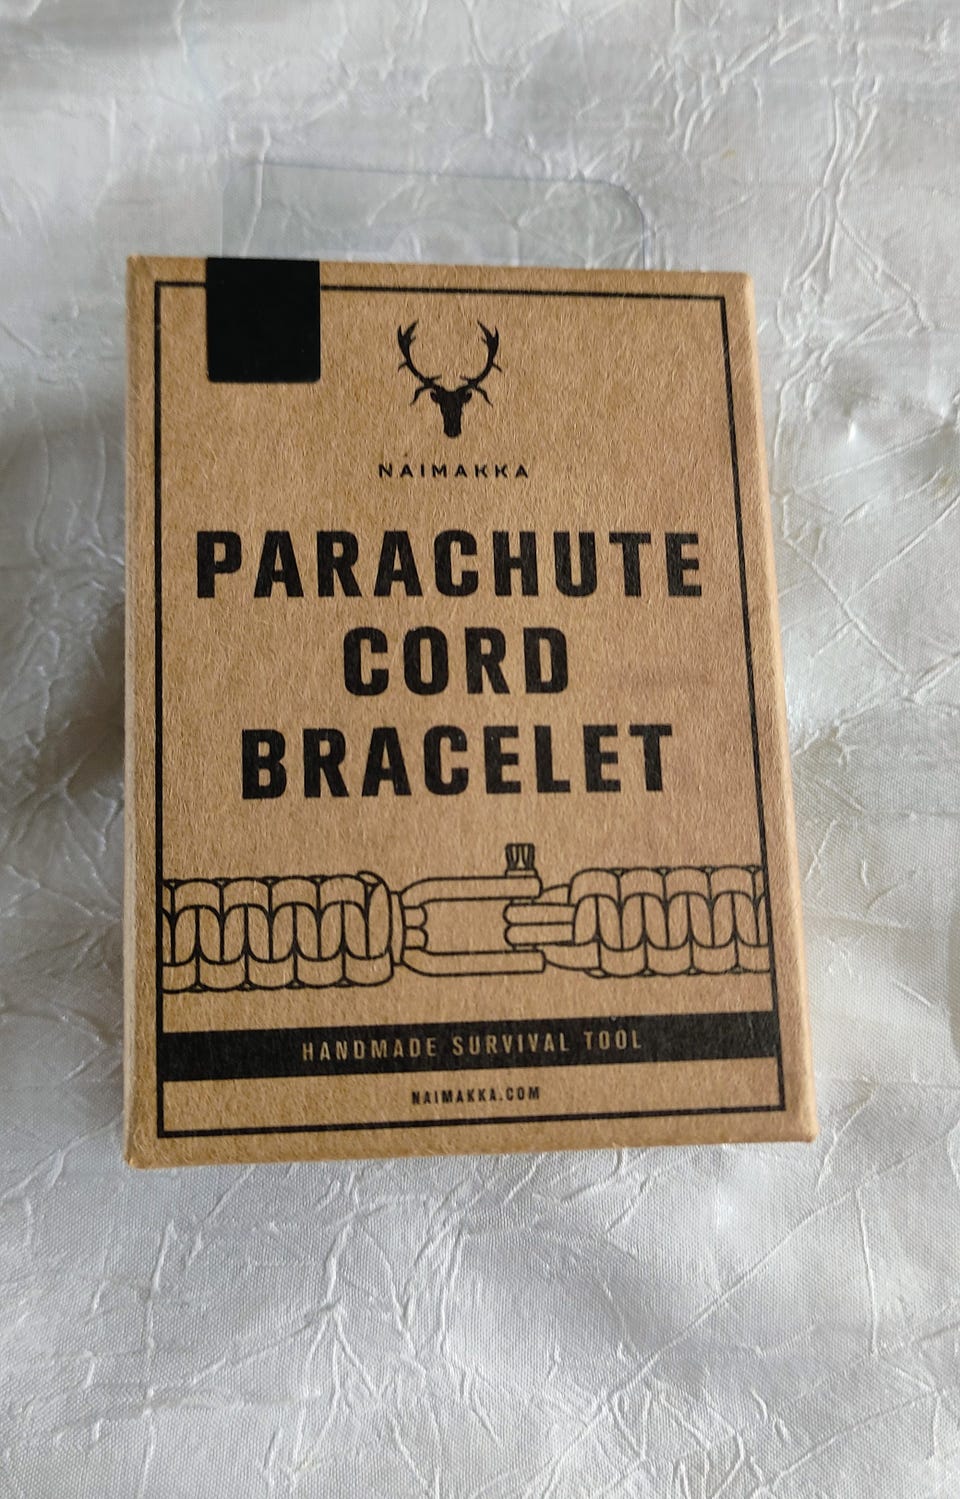 NAIMAKKA
PARACHUTE
CORD
BRACELET
HANDMADE SURVIVAL TOOL
NAIMAKKA.COM